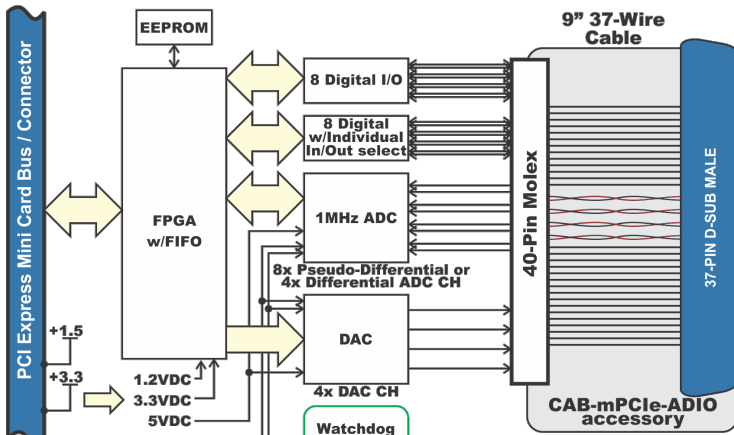 PCI Express Mini Card Bus / Connector
EEPROM
FPGA
w/FIFO
8 Digital I/O
8 Digital
w/Individual
In/Out select
1MHz ADC
8x Pseudo-Differential or
4x Differential ADC CH
DAC
4x DAC CH
Watchdog
+1.5
+3.3
1.2VDC
3.3VDC
5VDC
40-Pin Molex
9” 37-Wire
Cable
37-PIN D-SUB MALE
CAB-mPCIe-ADIO
accessory